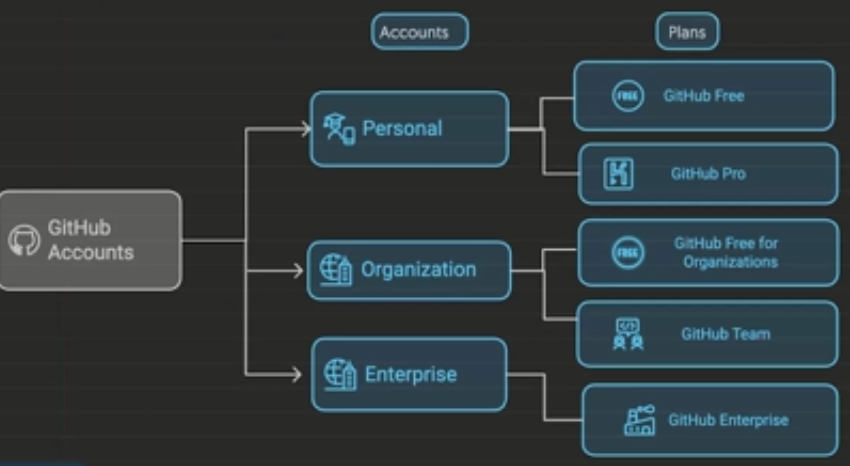 Accounts
Plans
GitHub
Accounts
Personal
Organization
Enterprise
FREE
GitHub Free
GitHub Pro
FREE
GitHub Free for
Organizations
GitHub Team
GitHub Enterprise